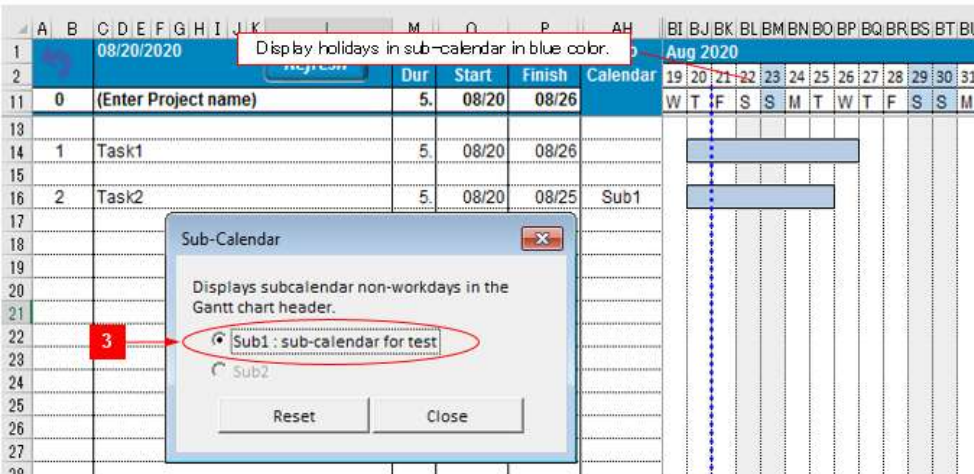 A B C D E F G H I J K L M O P AH BI BJ BK BL BM BN BO BP BQ BR BS BT BU
Display holidays in sub-calendar in blue color.
1 08/20/2020 Aug 2020
2 Refresh Dur Start Finish Calendar 19 20 21 22 23 24 25 26 27 28 29 30 31
11 0 (Enter Project name) 5. 08/20 08/26 W T F S S M T W T F S S M
13
14 1 Task1 5. 08/20 08/26
15
16 2 Task2 5. 08/20 08/25 Sub1
17
18
19
20
21
22
23
24
25
26
27
28
Sub-Calendar
Displays subcalendar non-workdays in the
Gantt chart header.
3
Sub1 : sub-calendar for test
Sub2
Reset Close